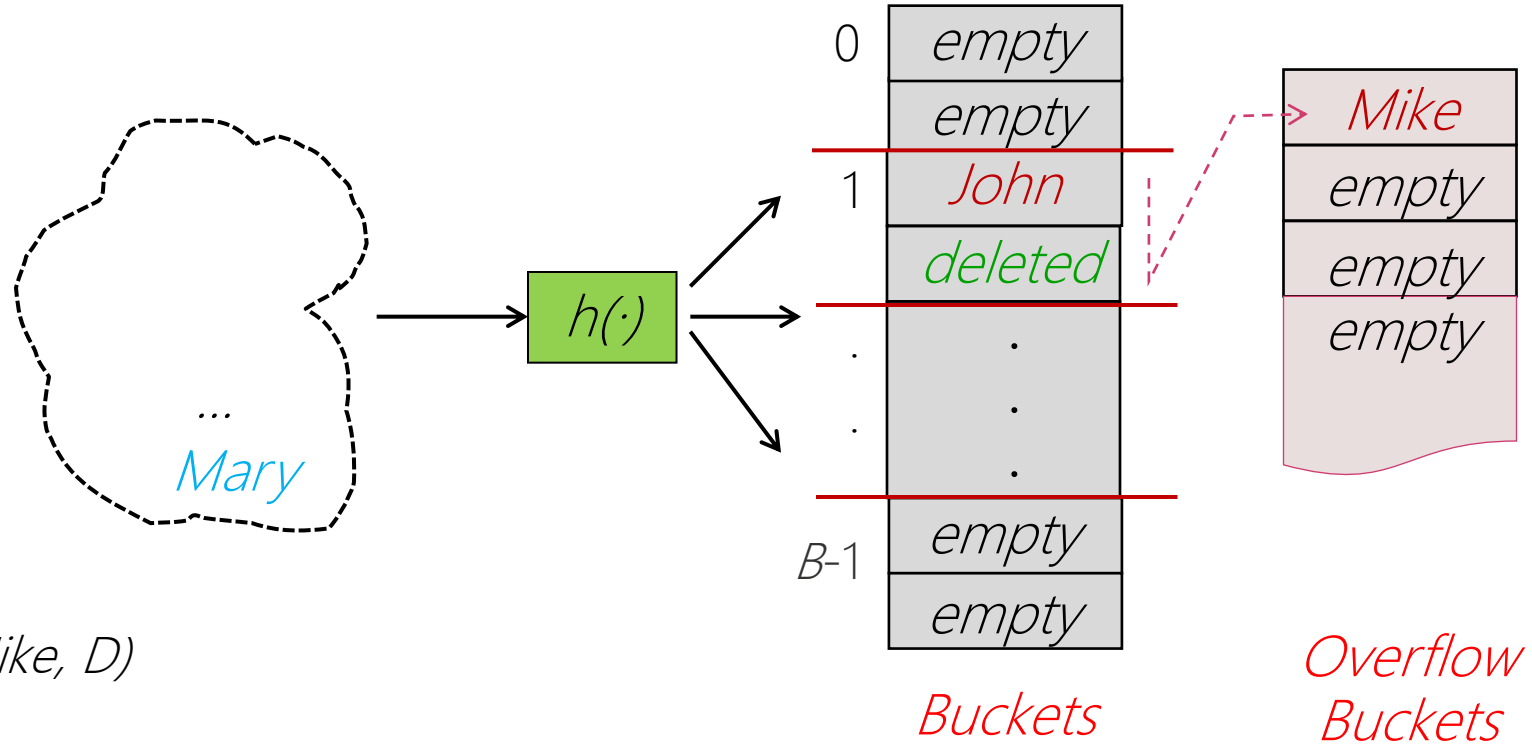 0
empty
empty
1
John
deleted
.
.
.
.
.
B-1
empty
empty
Buckets
Mike
empty
empty
empty
Overflow
Buckets
h(·)
...
Mary
ike, D)